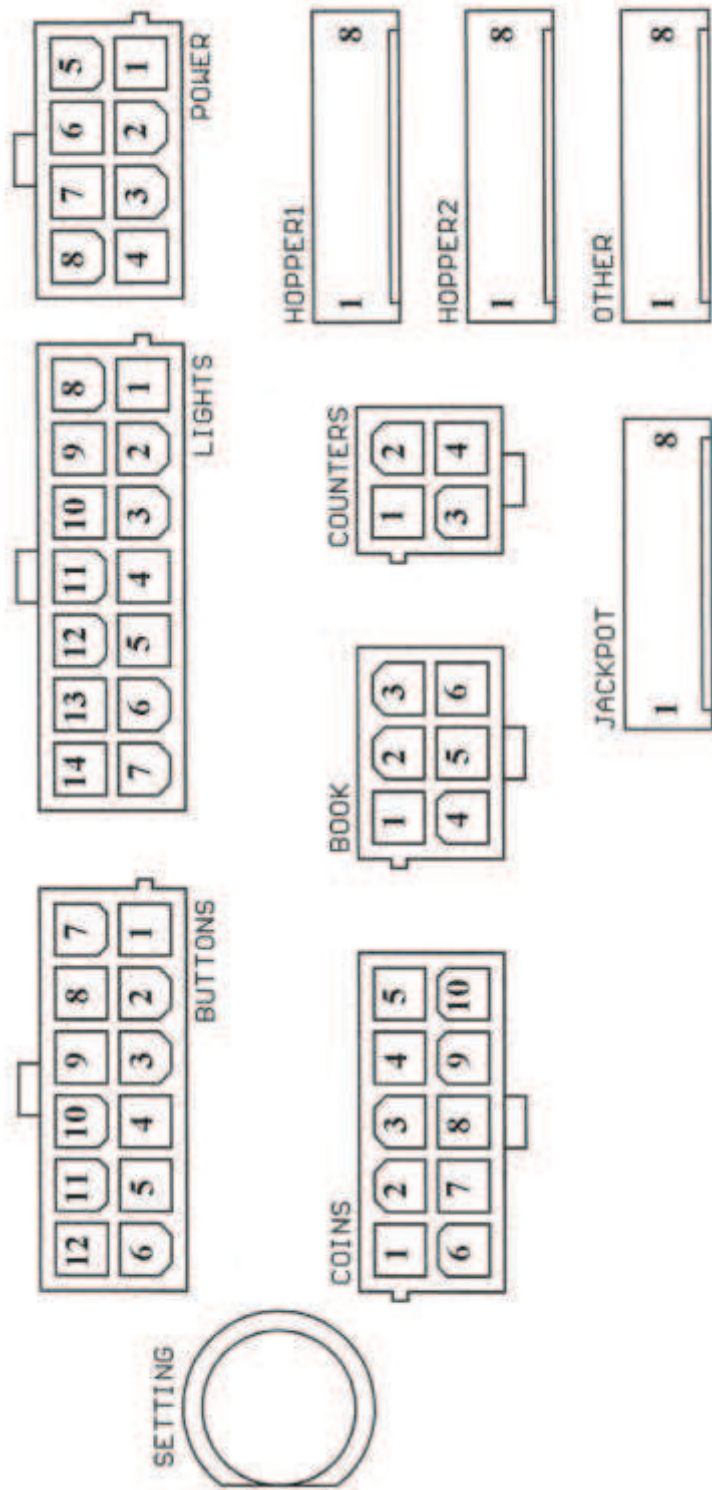 12 11 10 9 8 7
6 5 4 3 2 1
BUTTONS
14 13 12 11 10 9 8
7 6 5 4 3 2 1
LIGHTS
8 7 6 5
4 3 2 1
POWER
SETTING
COINS
1 2 3 4 5
6 7 8 9 10
BOOK
1 2 3
4 5 6
COUNTERS
1 2
3 4
HOPPER1
1 8
HOPPER2
1 8
JACKPOT
1 8
OTHER
1 8